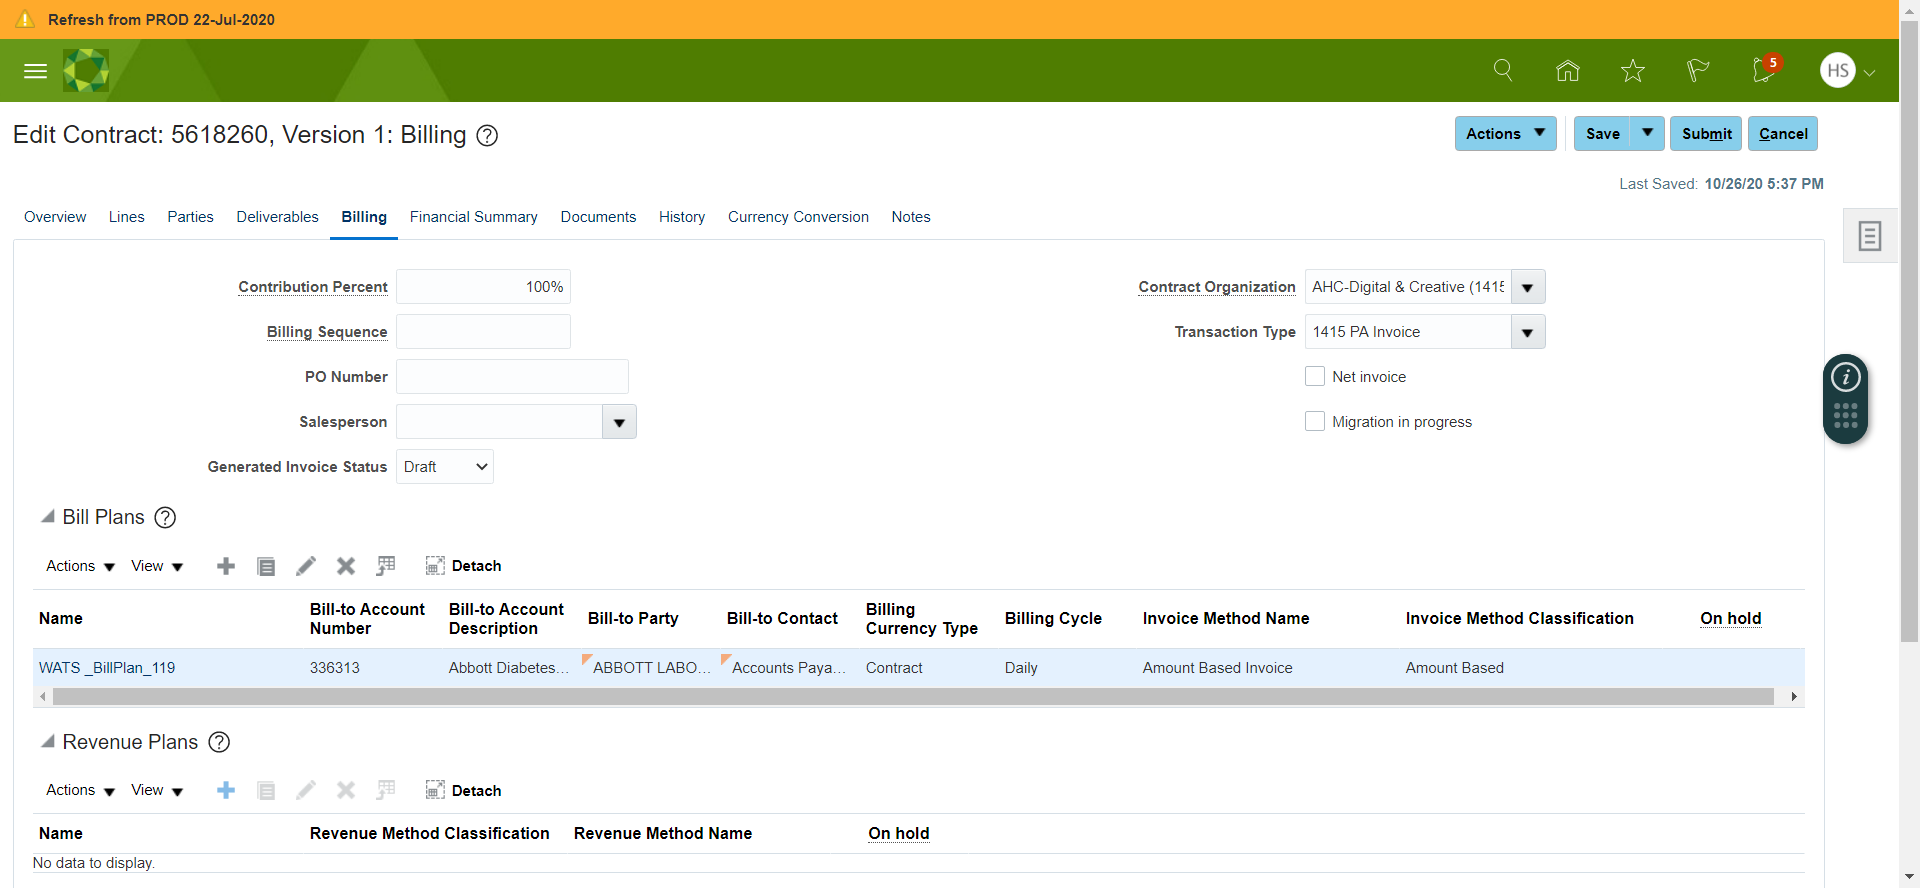 Refresh from PROD 22-Jul-2020
5
HS
Edit Contract: 5618260, Version 1: Billing ?
Actions Save Submit Cancel
Last Saved: 10/26/20 5:37 PM
Overview Lines Parties Deliverables Billing Financial Summary Documents History Currency Conversion Notes
Contribution Percent 100%
Contract Organization AHC-Digital & Creative (1415
Billing Sequence
Transaction Type 1415 PA Invoice
PO Number
Net invoice
Salesperson
Migration in progress
Generated Invoice Status Draft
i
Bill Plans ?
Actions View Detach
Name Bill-to Account Number Bill-to Account Description Bill-to Party Bill-to Contact Billing Currency Type Billing Cycle Invoice Method Name Invoice Method Classification On hold
WATS _BillPlan_119 336313 Abbott Diabetes... ABBOTT LABO... Accounts Paya... Contract Daily Amount Based Invoice Amount Based
Revenue Plans ?
Actions View Detach
Name Revenue Method Classification Revenue Method Name On hold
No data to display.